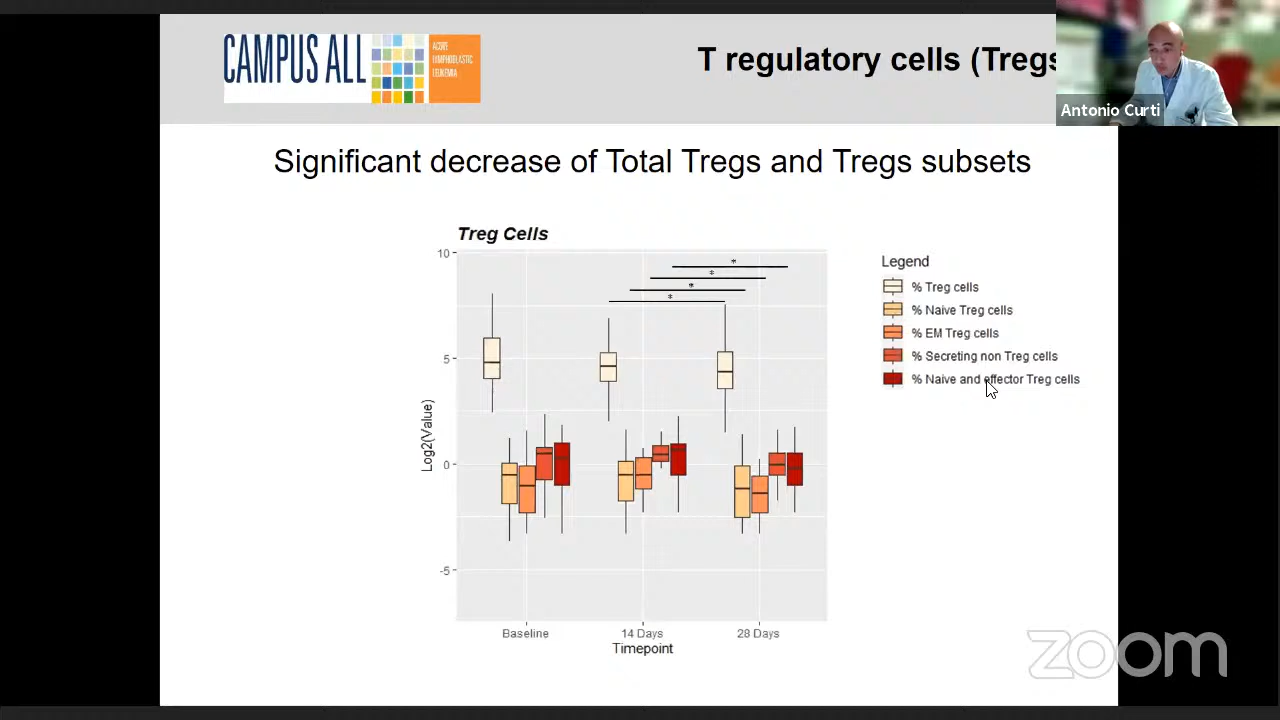 CAMPUS ALL
ACUTE
LYMPHOBLASTIC
LEUKEMIA
T regulatory cells (Tregs
Antonio Curti
Significant decrease of Total Tregs and Tregs subsets
Treg Cells
10
5
0
-5
Log2(Value)
*
*
*
*
Baseline
14 Days
28 Days
Timepoint
Legend
% Treg cells
% Naive Treg cells
% EM Treg cells
% Secreting non Treg cells
% Naive and effector Treg cells
zoom